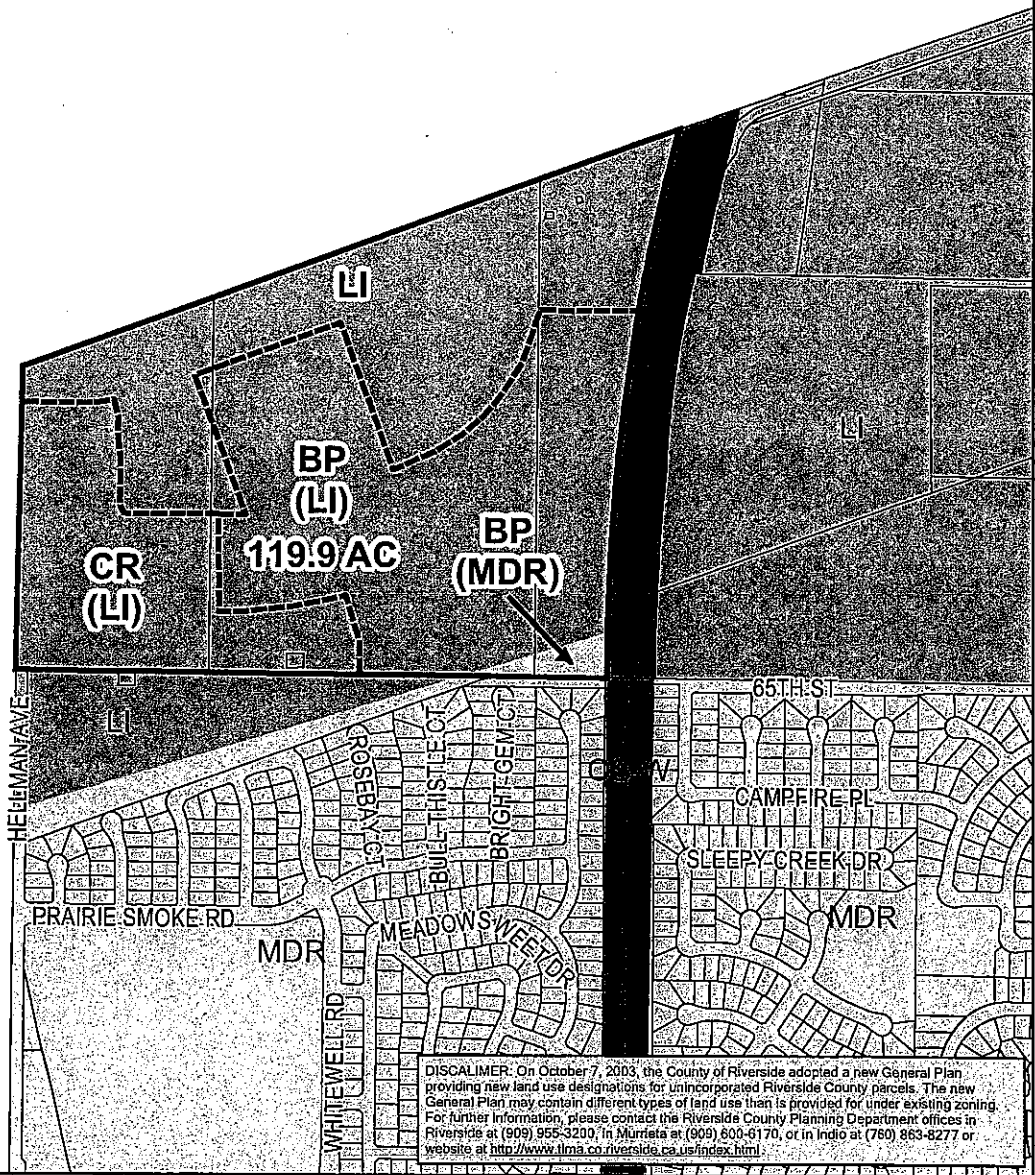 LI
BP
(LI)
119.9 AC
CR
(LI)
BP
(MDR)
LI
LI
65TH ST
HELLMAN AVE
ROSEBAY CT
BULL THISTLE CT
BRIGHT GEM CT
CAMPFIRE PL
SLEEPY CREEK DR
PRAIRIE SMOKE RD
MEADOWSWEET DR
MDR
MDR
WHITEWELL RD
DISCALIMER: On October 7, 2003, the County of Riverside adopted a new General Plan
providing new land use designations for unincorporated Riverside County parcels. The new
General Plan may contain different types of land use than is provided for under existing zoning.
For further information, please contact the Riverside County Planning Department offices in
Riverside at (909) 955-3200, in Murrieta at (909) 600-6170, or in Indio at (760) 863-8277 or
website at http://www.tlma.co.riverside.ca.us/index.html